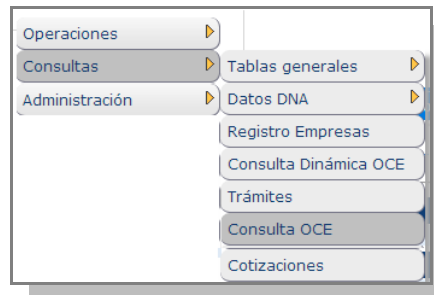 Operaciones
Consultas
Administración
Tablas generales
Datos DNA
Registro Empresas
Consulta Dinámica OCE
Trámites
Consulta OCE
Cotizaciones